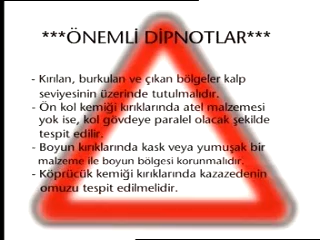 ***ÖNEMLİ DİPNOTLAR***
- Kırılan, burkulan ve çıkan bölgeler kalp
seviyesinin üzerinde tutulmalıdır.
- Ön kol kemiği kırıklarında atel malzemesi
yok ise, kol gövdeye paralel olacak şekilde
tespit edilir.
- Boyun kırıklarında kask veya yumuşak bir
malzeme ile boyun bölgesi korunmalıdır.
- Köprücük kemiği kırıklarında kazazedenin
omuzu tespit edilmelidir.